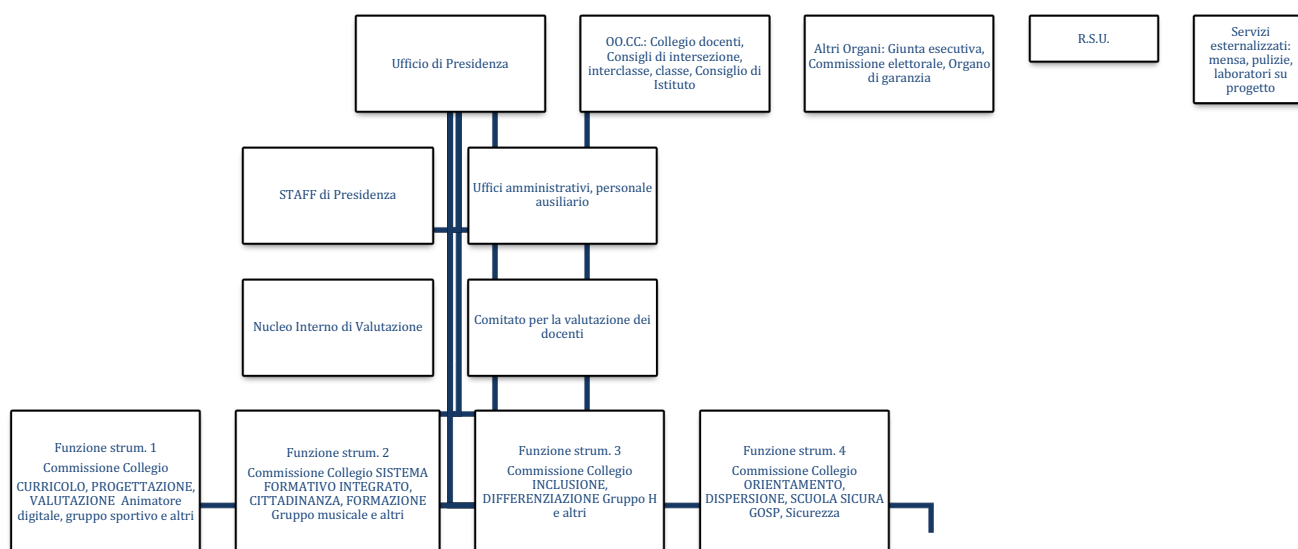 Ufficio di Presidenza
OO.CC.: Collegio docenti,
Consigli di intersezione,
interclasse, classe, Consiglio di
Istituto
Altri Organi: Giunta esecutiva,
Commissione elettorale, Organo
di garanzia
R.S.U.
Servizi
esternalizzati:
mensa, pulizie,
laboratori su
progetto
STAFF di Presidenza
Uffici amministrativi, personale
ausiliario
Nucleo Interno di Valutazione
Comitato per la valutazione dei
docenti
Funzione strum. 1
Commissione Collegio
CURRICOLO, PROGETTAZIONE,
VALUTAZIONE Animatore
digitale, gruppo sportivo e altri
Funzione strum. 2
Commissione Collegio SISTEMA
FORMATIVO INTEGRATO,
CITTADINANZA, FORMAZIONE
Gruppo musicale e altri
Funzione strum. 3
Commissione Collegio
INCLUSIONE,
DIFFERENZIAZIONE Gruppo H
e altri
Funzione strum. 4
Commissione Collegio
ORIENTAMENTO,
DISPERSIONE, SCUOLA SICURA
GOSP, Sicurezza